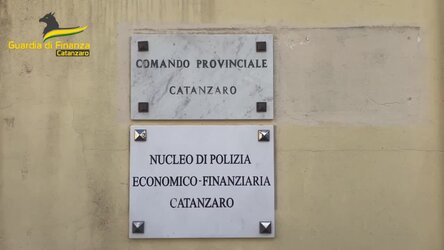 Guardia di Finanza
Catanzaro
COMANDO PROVINCIALE
CATANZARO
NUCLEO DI POLIZIA
ECONOMICO-FINANZIARIA
CATANZARO